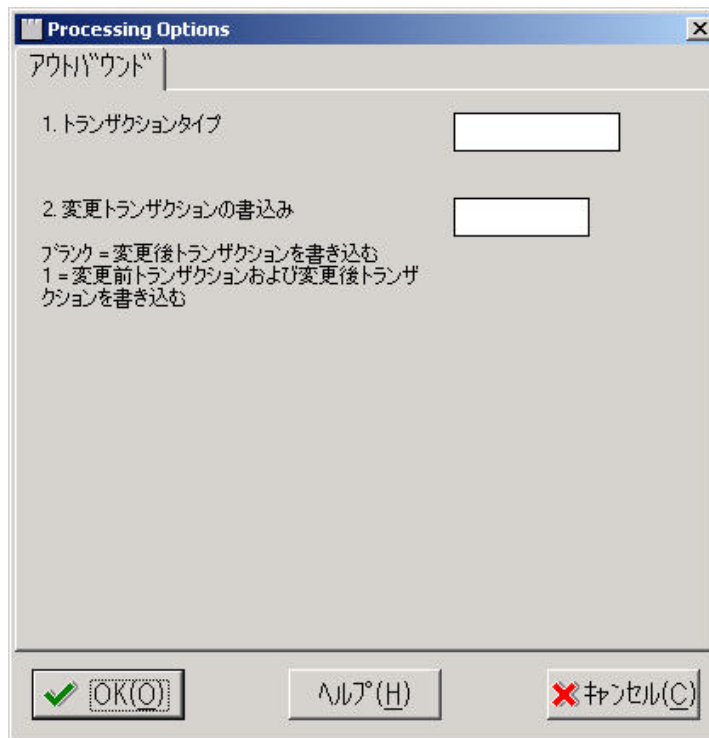 Processing Options
アウトバウンド
1. トランザクションタイプ
2. 変更トランザクションの書込み
ブランク = 変更後トランザクションを書き込む
1 = 変更前トランザクションおよび変更後トランザ
クションを書き込む
OK(O)
ヘルプ(H)
キャンセル(C)